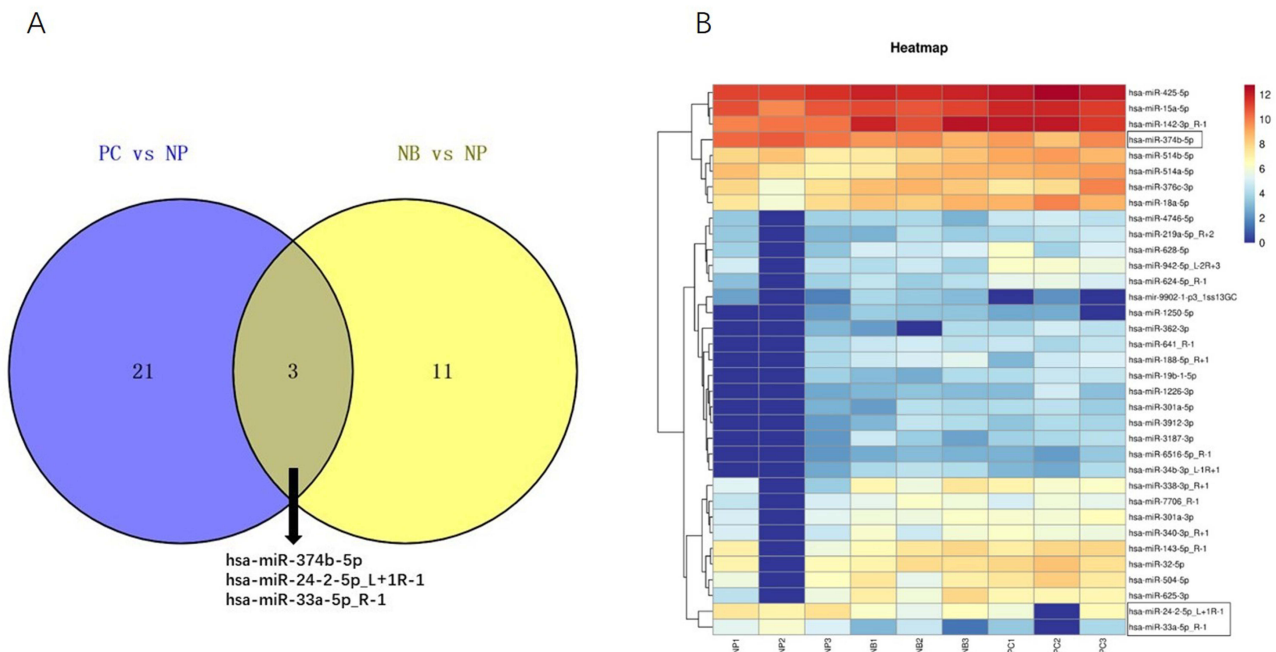 A
PC vs NP
NB vs NP
21
3
11
hsa-miR-374b-5p
hsa-miR-24-2-5p_L+1R-1
hsa-miR-33a-5p_R-1
B
Heatmap
hsa-miR-425-5p
hsa-miR-15a-5p
hsa-miR-142-3p_R-1
hsa-miR-374b-5p
hsa-miR-514b-5p
hsa-miR-514a-5p
hsa-miR-376c-3p
hsa-miR-18a-5p
hsa-miR-4746-5p
hsa-miR-219a-5p_R+2
hsa-miR-628-5p
hsa-miR-942-5p_L-2R+3
hsa-miR-624-5p_R-1
hsa-mir-9902-1-p3_1ss13GC
hsa-miR-1250-5p
hsa-miR-362-3p
hsa-miR-641_R-1
hsa-miR-188-5p_R+1
hsa-miR-19b-1-5p
hsa-miR-1226-3p
hsa-miR-301a-5p
hsa-miR-3912-3p
hsa-miR-3187-3p
hsa-miR-6516-5p_R-1
hsa-miR-34b-3p_L-1R+1
hsa-miR-338-3p_R+1
hsa-miR-7706_R-1
hsa-miR-301a-3p
hsa-miR-340-3p_R+1
hsa-miR-143-5p_R-1
hsa-miR-32-5p
hsa-miR-504-5p
hsa-miR-625-3p
hsa-miR-24-2-5p_L+1R-1
hsa-miR-33a-5p_R-1
NP1
NP2
NP3
NB1
NB2
NB3
PC1
PC2
PC3
12
10
8
6
4
2
0